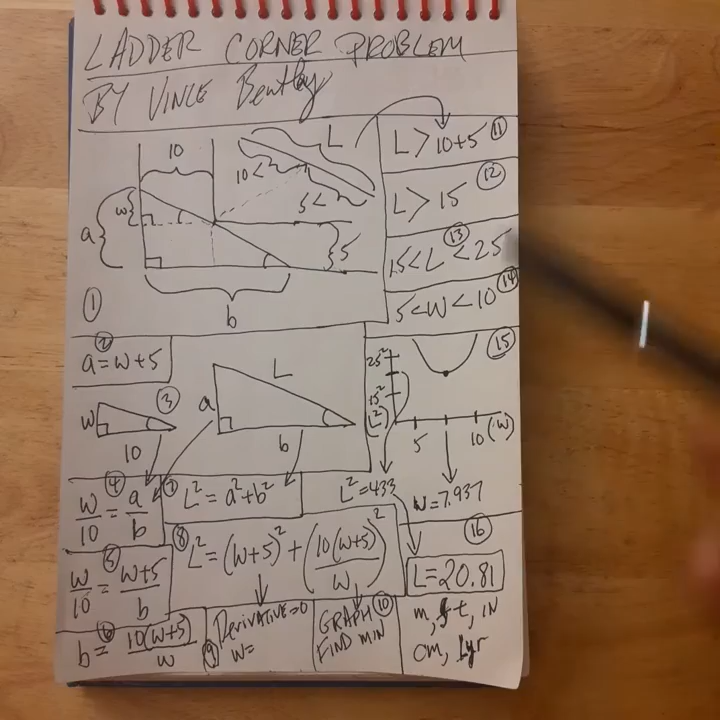 LADDER CORNER PROBLEM
BY VINCE Bentley
10
L
10<
5<
w
a
5
b
①
L > 10+5 ⑪
L > 15 ⑫
15 < L < 25 ⑬
5 < W < 10 ⑭
② a = w+5
③
w
10
a
L
b
⑮
25²
15²
(L²)
5
10 (W)
L² = 433
W = 7.937
④ w/10 = a/b
⑦ L² = a² + b²
⑤ w/10 = w+5/b
⑧ L² = (w+5)² + (10(w+5)/w)²
⑥ b = 10(w+5)/w
⑨ Derivative=0
w=
GRAPH ⑩
FIND MIN
⑯
L = 20.81
m, ft, in
cm, lyr